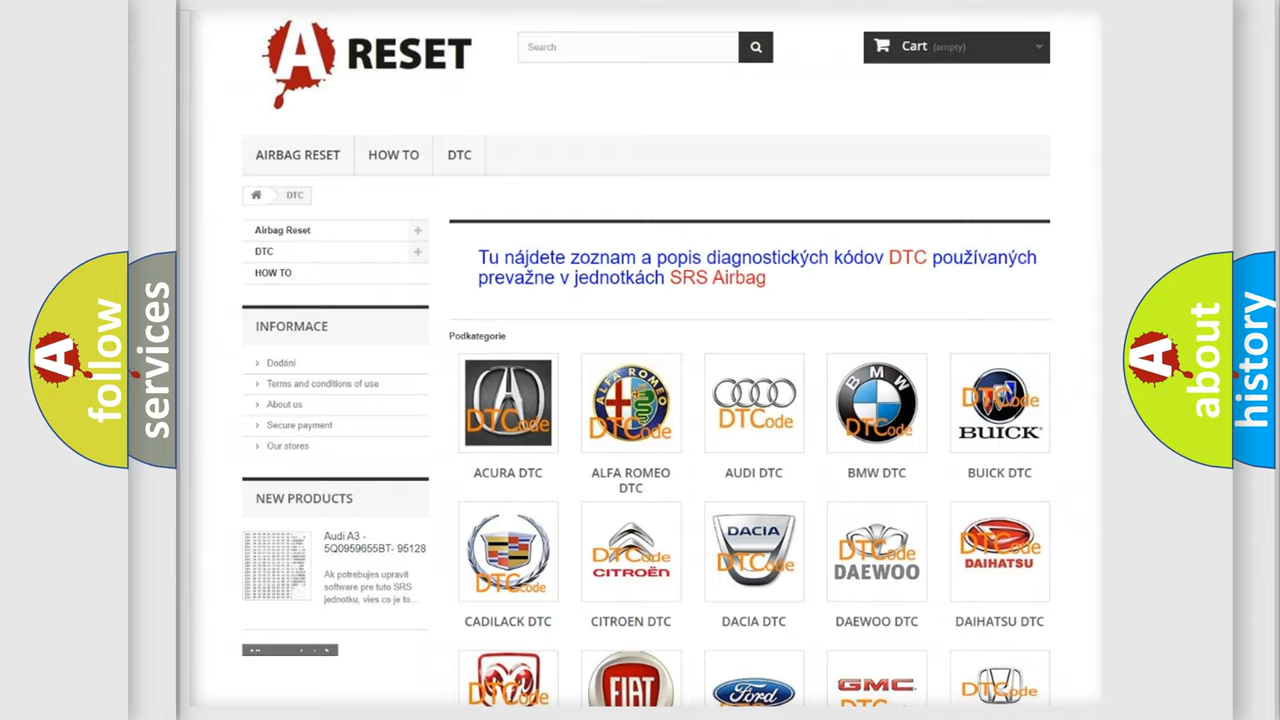 A RESET
Search
Cart (empty)
AIRBAG RESET
HOW TO
DTC
DTC
Airbag Reset
DTC
HOW TO
INFORMACE
Dodání
Terms and conditions of use
About us
Secure payment
Our stores
NEW PRODUCTS
Audi A3 -
5Q0959655BT- 95128
Ak potrebujes upravit
software pre tuto SRS
jednotku, vies co je to...
Tu nájdete zoznam a popis diagnostických kódov DTC používaných
prevažne v jednotkách SRS Airbag
Podkategorie
DTCode
ALFA ROMEO
DTCode
DTCode
BMW
DTCode
DTCode
BUICK
ACURA DTC
ALFA ROMEO
DTC
AUDI DTC
BMW DTC
BUICK DTC
DTCode
DTCode
CITROËN
DACIA
DTCode
DTCode
DAEWOO
DTCode
DAIHATSU
CADILACK DTC
CITROEN DTC
DACIA DTC
DAEWOO DTC
DAIHATSU DTC
DTCode
FIAT
Ford
GMC
DTCode
A follow
services
A about
history